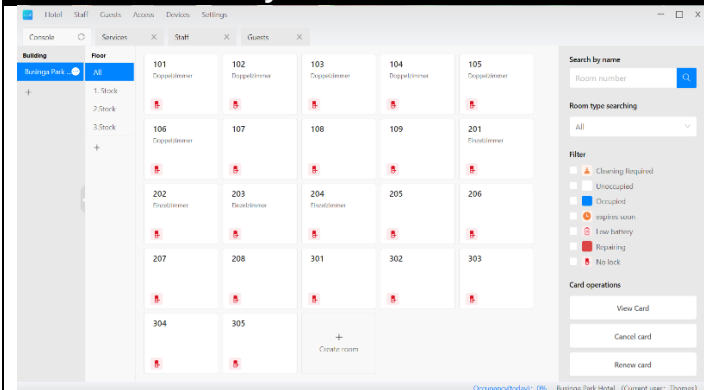 Hotel Staff Guests Access Devices Settings
Console Services Staff Guests
Building Floor
Businga Park ... All
1. Stock
2.Stock
3.Stock
101 102 103 104 105
Doppelzimmer Doppelzimmer Doppelzimmer Doppelzimmer Doppelzimmer
106 107 108 109 201
Doppelzimmer Einzelzimmer
202 203 204 205 206
Einzelzimmer Einzelzimmer Einzelzimmer
207 208 301 302 303
304 305
+
Create room
Search by name
Room number
Room type searching
All
Filter
Cleaning Required
Unoccupied
Occupied
expires soon
Low battery
Repairing
No lock
Card operations
View Card
Cancel card
Renew card
Occupancy(today): 0% Businga Park Hotel (Current user: Thomas)